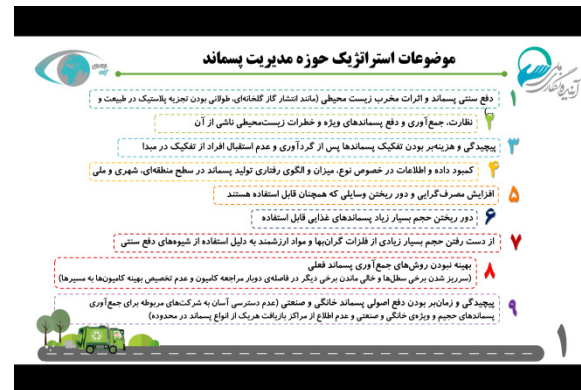 موضوعات استراتژیک حوزه مدیریت پسماند
۱ دفع سنتی پسماند و اثرات مخرب زیست محیطی (مانند انتشار گاز گلخانه‌ای، طولانی بودن تجزیه پلاستیک در طبیعت و
۲ نظارت، جمع‌آوری و دفع پسماندهای ویژه و خطرات زیست‌محیطی ناشی از آن
۳ پیچیدگی و هزینه‌بر بودن تفکیک پسماندها پس از گردآوری و عدم استقبال افراد از تفکیک در مبدا
۴ کمبود داده و اطلاعات در خصوص نوع، میزان و الگوی رفتاری تولید پسماند در سطح منطقه‌ای، شهری و ملی
۵ افزایش مصرف‌گرایی و دور ریختن وسایلی که همچنان قابل استفاده هستند
۶ دور ریختن حجم بسیار زیاد پسماندهای غذایی قابل استفاده
۷ از دست رفتن حجم بسیار زیادی از فلزات گران‌بها و مواد ارزشمند به دلیل استفاده از شیوه‌های دفع سنتی
۸ بهینه نبودن روش‌های جمع‌آوری پسماند فعلی
(سرریز شدن برخی سطل‌ها و خالی ماندن برخی دیگر در فاصله‌ی دوبار مراجعه کامیون و عدم تخصیص بهینه کامیون‌ها به مسیرها)
۹ پیچیدگی و زمان‌بر بودن دفع اصولی پسماند خانگی و صنعتی (عدم دسترسی آسان به شرکت‌های مربوطه برای جمع‌آوری
پسماندهای حجیم و ویژه‌ی خانگی و صنعتی و عدم اطلاع از مراکز بازیافت هریک از انواع پسماند در محدوده)
۱